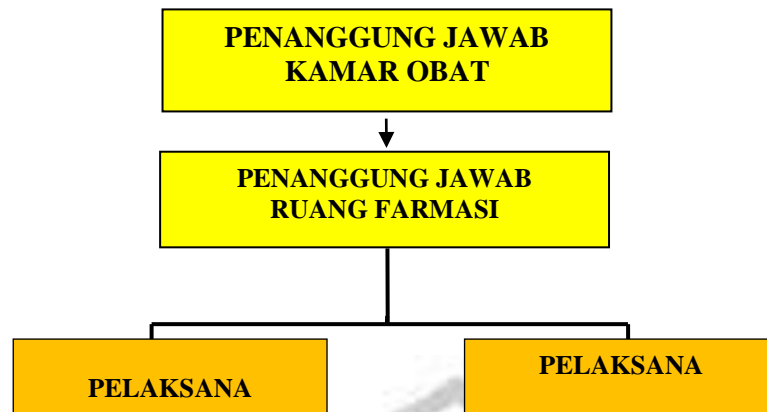 PENANGGUNG JAWAB
KAMAR OBAT
PENANGGUNG JAWAB
RUANG FARMASI
PELAKSANA
PELAKSANA